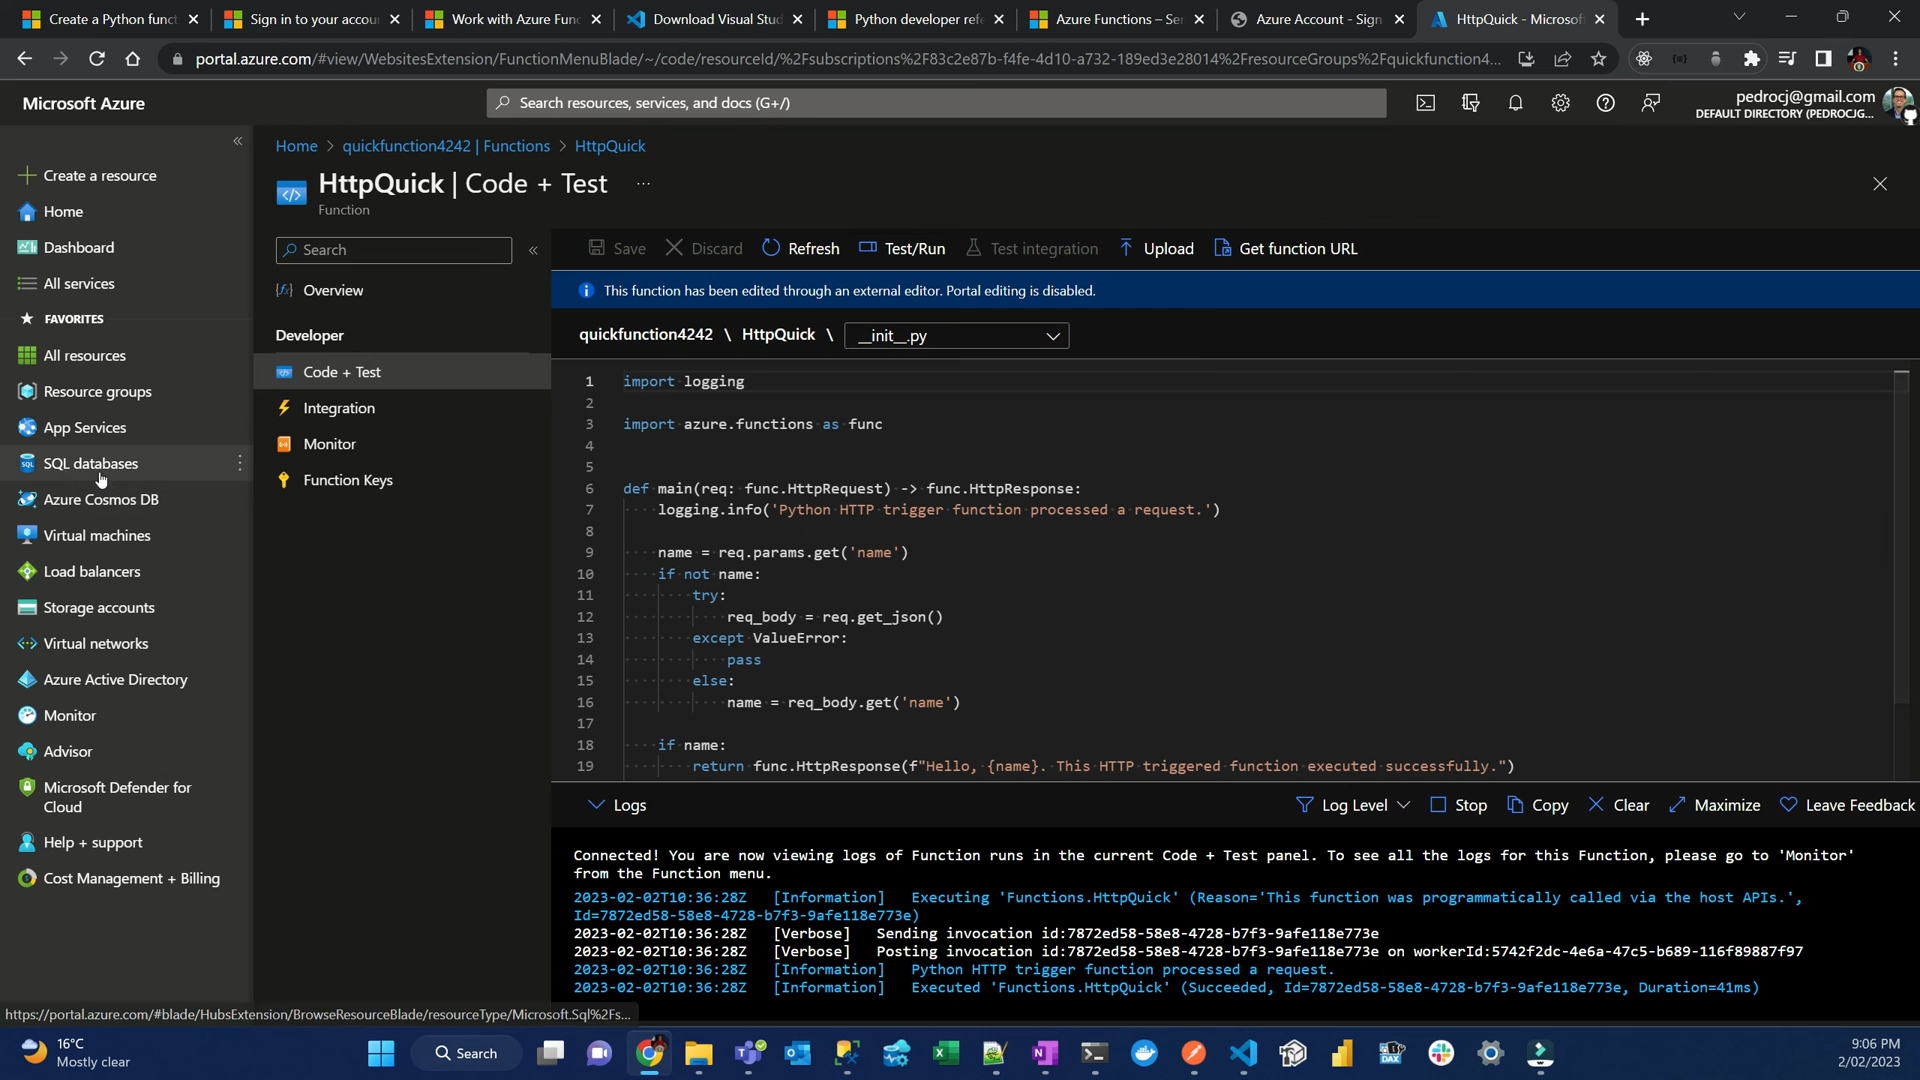 Create a Python funct
Sign in to your accou
Work with Azure Func
Download Visual Stud
Python developer refe
Azure Functions – Ser
Azure Account - Sign
HttpQuick - Microsof
portal.azure.com/#view/WebsitesExtension/FunctionMenuBlade/~/code/resourceId/%2Fsubscriptions%2F83c2e87b-f4fe-4d10-a732-189ed3e28014%2FresourceGroups%2Fquickfunction4...
Microsoft Azure
Search resources, services, and docs (G+/)
pedrocj@gmail.com
DEFAULT DIRECTORY (PEDROCJG...
Create a resource
Home
Dashboard
All services
FAVORITES
All resources
Resource groups
App Services
SQL databases
Azure Cosmos DB
Virtual machines
Load balancers
Storage accounts
Virtual networks
Azure Active Directory
Monitor
Advisor
Microsoft Defender for
Cloud
Help + support
Cost Management + Billing
Home > quickfunction4242 | Functions > HttpQuick
HttpQuick | Code + Test ...
Function
Search
Overview
Developer
Code + Test
Integration
Monitor
Function Keys
Save Discard Refresh Test/Run Test integration Upload Get function URL
This function has been edited through an external editor. Portal editing is disabled.
quickfunction4242 \ HttpQuick \ __init__.py
1 import logging
2
3 import azure.functions as func
4
5
6 def main(req: func.HttpRequest) -> func.HttpResponse:
7 logging.info('Python HTTP trigger function processed a request.')
8
9 name = req.params.get('name')
10 if not name:
11 try:
12 req_body = req.get_json()
13 except ValueError:
14 pass
15 else:
16 name = req_body.get('name')
17
18 if name:
19 return func.HttpResponse(f"Hello, {name}. This HTTP triggered function executed successfully.")
Logs
Log Level Stop Copy Clear Maximize Leave Feedback
Connected! You are now viewing logs of Function runs in the current Code + Test panel. To see all the logs for this Function, please go to 'Monitor'
from the Function menu.
2023-02-02T10:36:28Z [Information] Executing 'Functions.HttpQuick' (Reason='This function was programmatically called via the host APIs.',
Id=7872ed58-58e8-4728-b7f3-9afe118e773e)
2023-02-02T10:36:28Z [Verbose] Sending invocation id:7872ed58-58e8-4728-b7f3-9afe118e773e
2023-02-02T10:36:28Z [Verbose] Posting invocation id:7872ed58-58e8-4728-b7f3-9afe118e773e on workerId:5742f2dc-4e6a-47c5-b689-116f89887f97
2023-02-02T10:36:28Z [Information] Python HTTP trigger function processed a request.
2023-02-02T10:36:28Z [Information] Executed 'Functions.HttpQuick' (Succeeded, Id=7872ed58-58e8-4728-b7f3-9afe118e773e, Duration=41ms)
https://portal.azure.com/#blade/HubsExtension/BrowseResourceBlade/resourceType/Microsoft.Sql%2Fs...
16°C
Mostly clear
Search
9:06 PM
2/02/2023